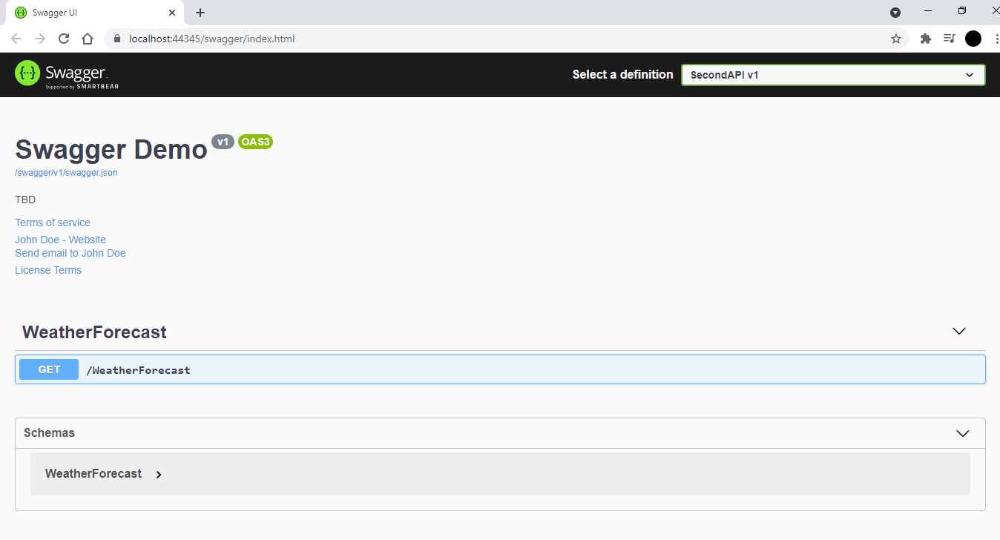 Swagger UI
localhost:44345/swagger/index.html
Swagger
Supported by SMARTBEAR
Select a definition
SecondAPI v1
Swagger Demo v1 OAS3
/swagger/v1/swagger.json
TBD
Terms of service
John Doe - Website
Send email to John Doe
License Terms
WeatherForecast
GET /WeatherForecast
Schemas
WeatherForecast